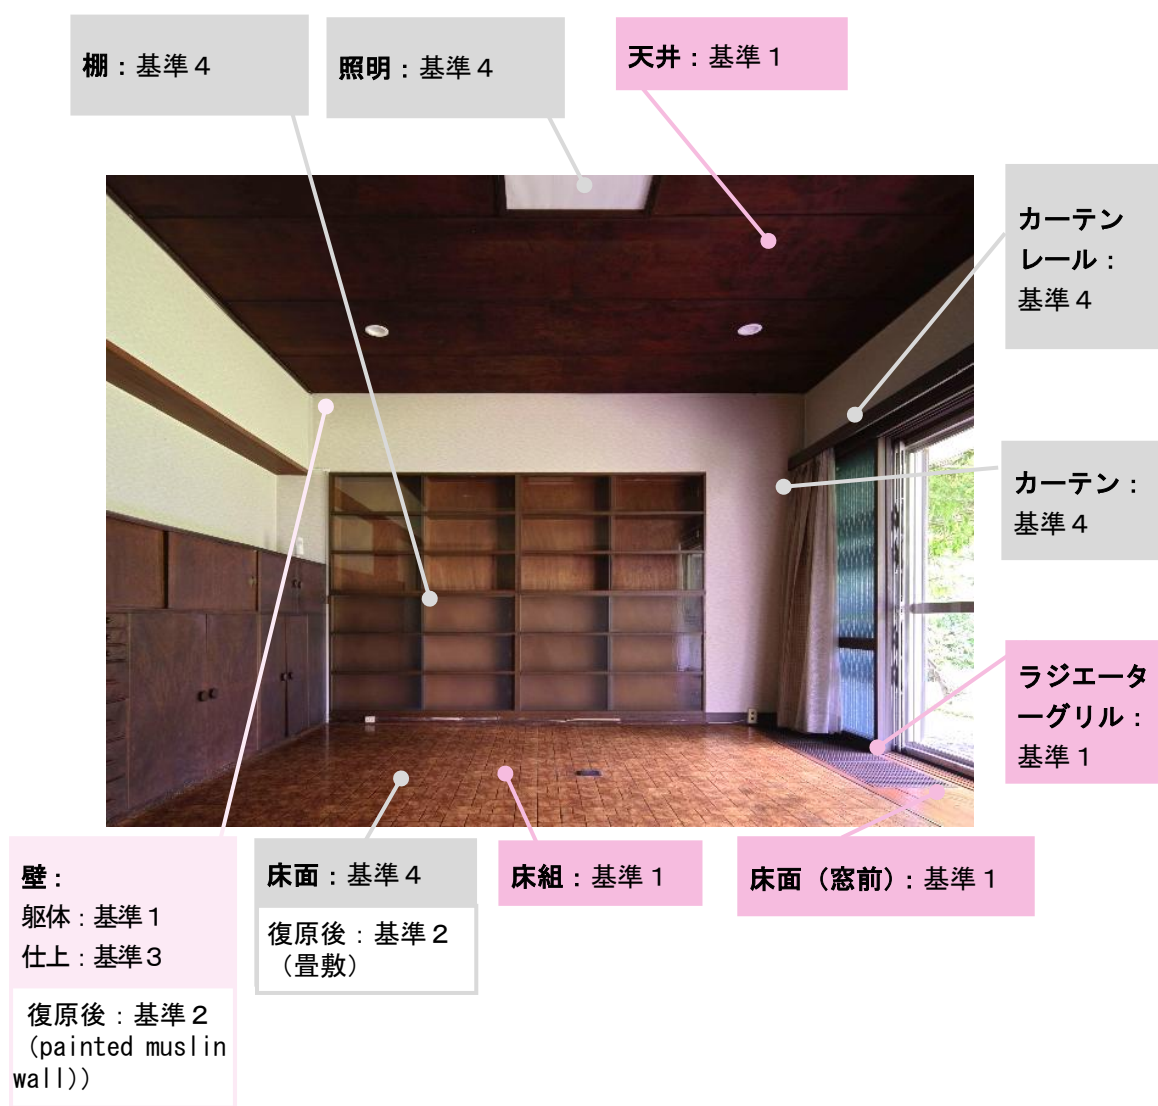 棚：基準４
照明：基準４
天井：基準１
カーテン
レール：
基準４
カーテン：
基準４
ラジエータ
ーグリル：
基準１
壁：
躯体：基準１
仕上：基準３
復原後：基準２
(painted muslin
wall))
床面：基準４
復原後：基準２
（畳敷）
床組：基準１
床面（窓前）：基準１